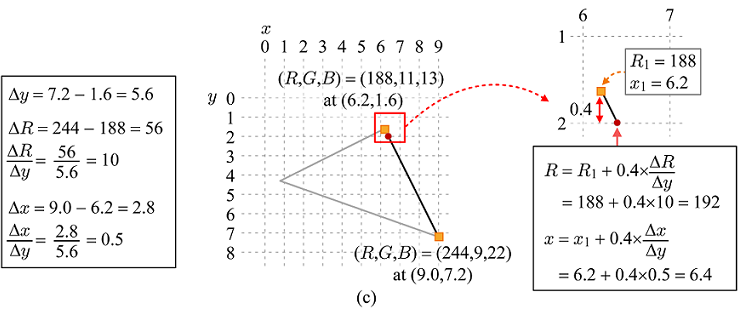 Δy = 7.2 − 1.6 = 5.6
ΔR = 244 − 188 = 56
ΔR/Δy = 56/5.6 = 10
Δx = 9.0 − 6.2 = 2.8
Δx/Δy = 2.8/5.6 = 0.5
x
0 1 2 3 4 5 6 7 8 9
(R,G,B) = (188,11,13)
at (6.2,1.6)
y 0
1
2
3
4
5
6
7
8
(R,G,B) = (244,9,22)
at (9.0,7.2)
(c)
6 7
1
R₁ = 188
x₁ = 6.2
0.4
2
R = R₁ + 0.4×ΔR/Δy
= 188 + 0.4×10 = 192
x = x₁ + 0.4×Δx/Δy
= 6.2 + 0.4×0.5 = 6.4